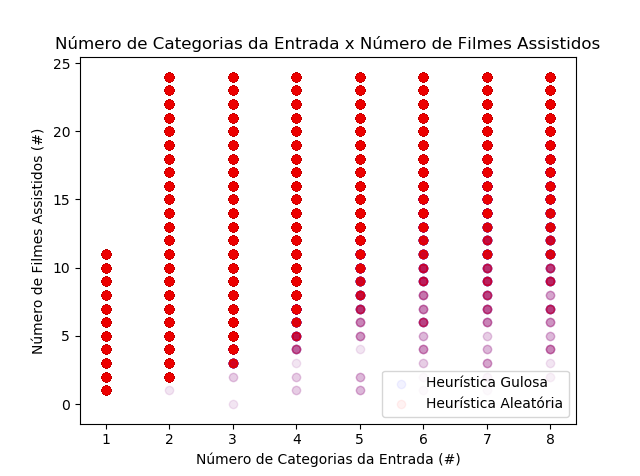 Número de Categorias da Entrada x Número de Filmes Assistidos
Número de Filmes Assistidos (#)
25
20
15
10
5
0
Heurística Gulosa
Heurística Aleatória
1 2 3 4 5 6 7 8
Número de Categorias da Entrada (#)